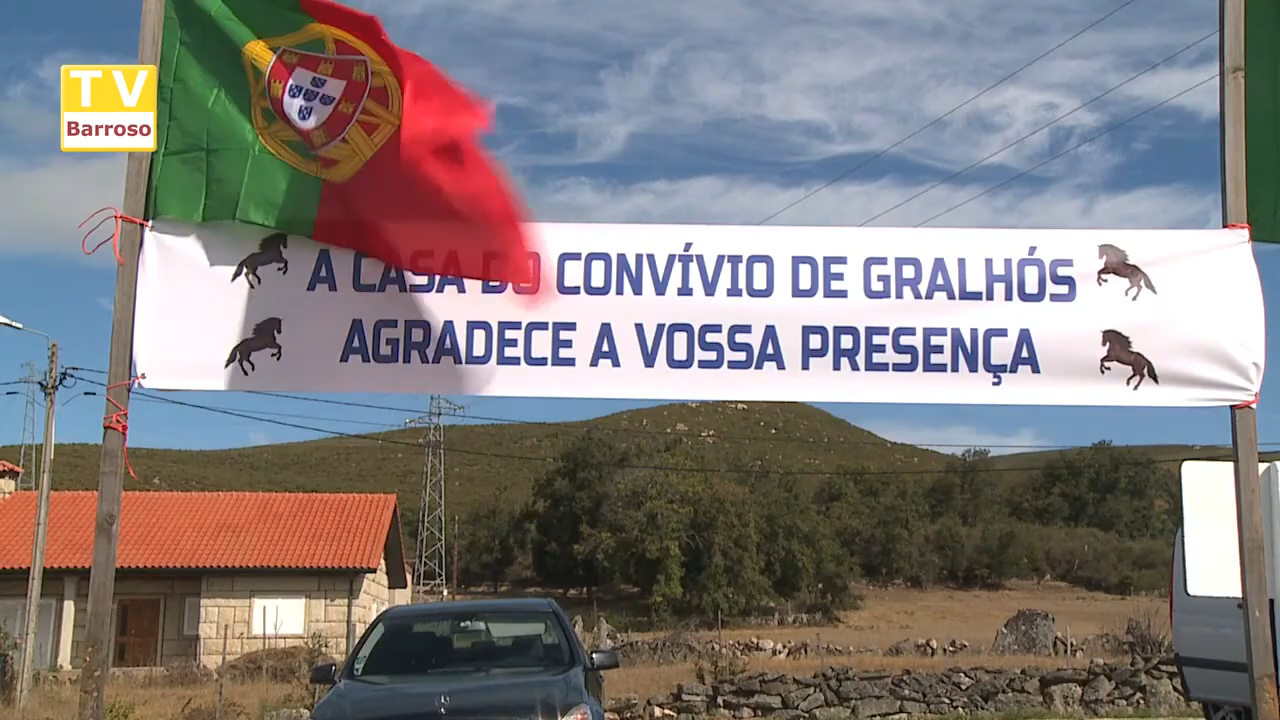 TV
Barroso
A CASA DO CONVÍVIO DE GRALHÓS
AGRADECE A VOSSA PRESENÇA